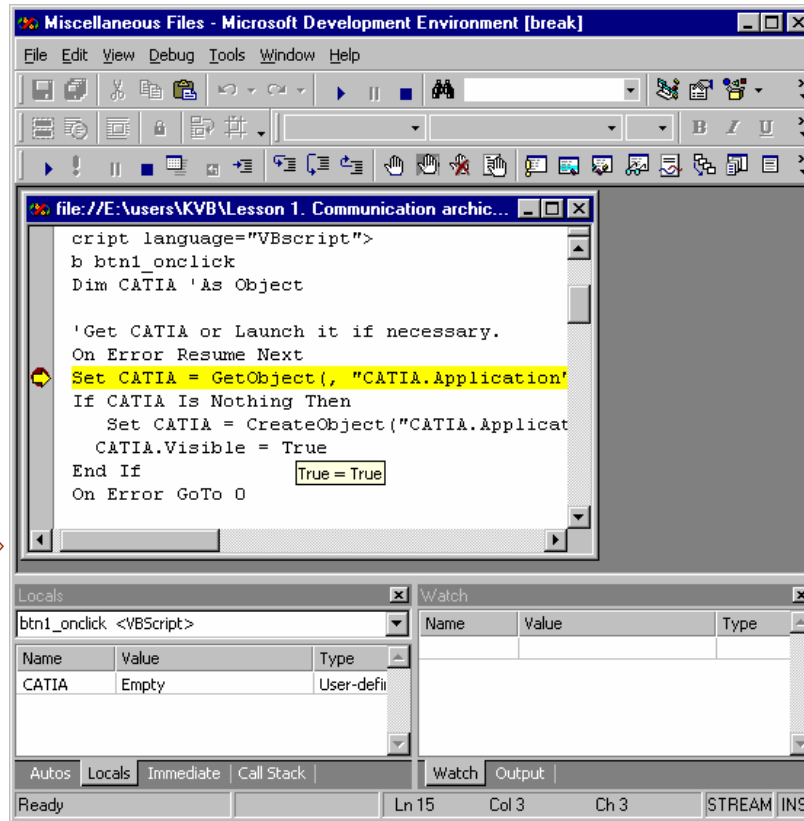 Miscellaneous Files - Microsoft Development Environment [break]
File Edit View Debug Tools Window Help
B I U
file://E:\users\KVB\Lesson 1. Communication archic...
cript language="VBscript">
b btn1_onclick
Dim CATIA 'As Object
'Get CATIA or Launch it if necessary.
On Error Resume Next
Set CATIA = GetObject(, "CATIA.Application"
If CATIA Is Nothing Then
Set CATIA = CreateObject("CATIA.Applicat
CATIA.Visible = True
End If
True = True
On Error GoTo 0
Locals
Watch
btn1_onclick <VBScript>
Name Value Type
Name Value Type
CATIA Empty User-defi
Autos Locals Immediate Call Stack
Watch Output
Ready Ln 15 Col 3 Ch 3 STREAM INS